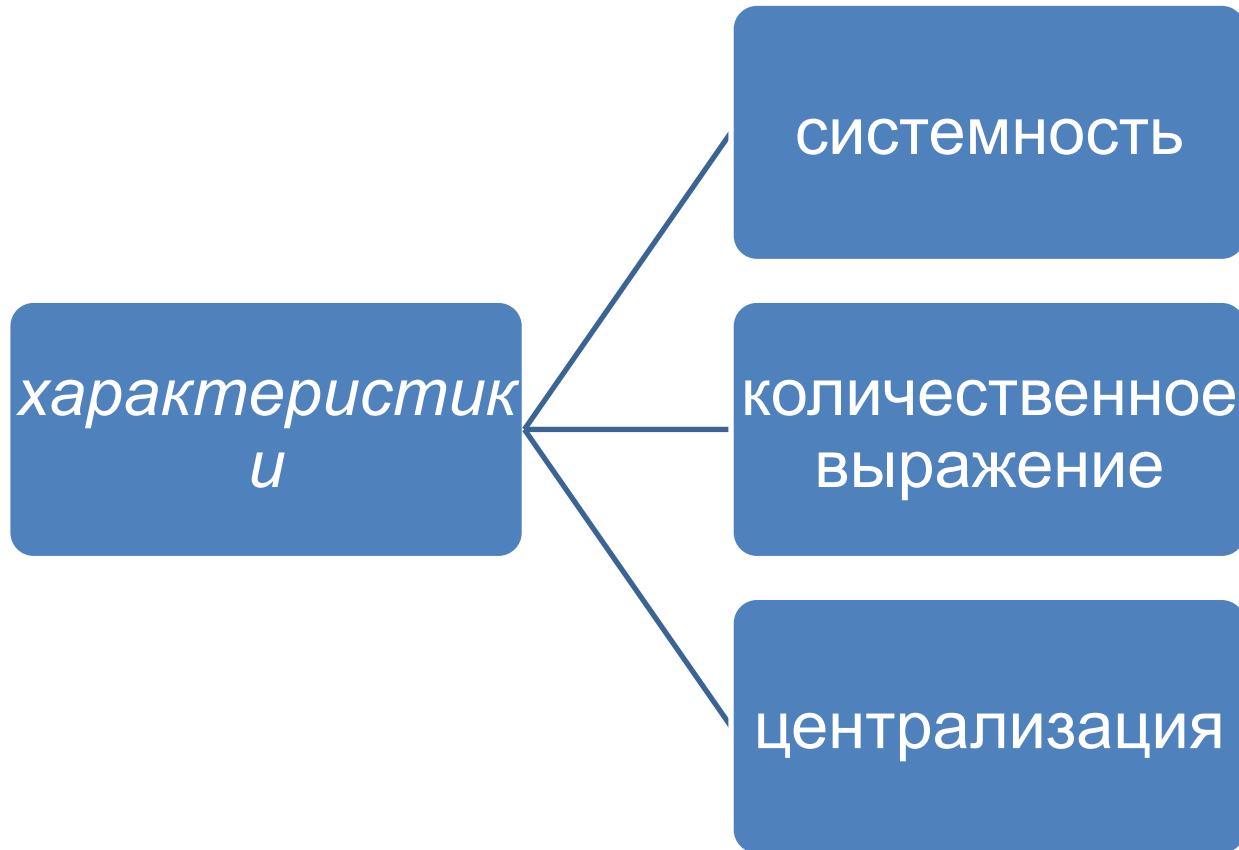 системность
характеристик
и
количественное
выражение
централизация